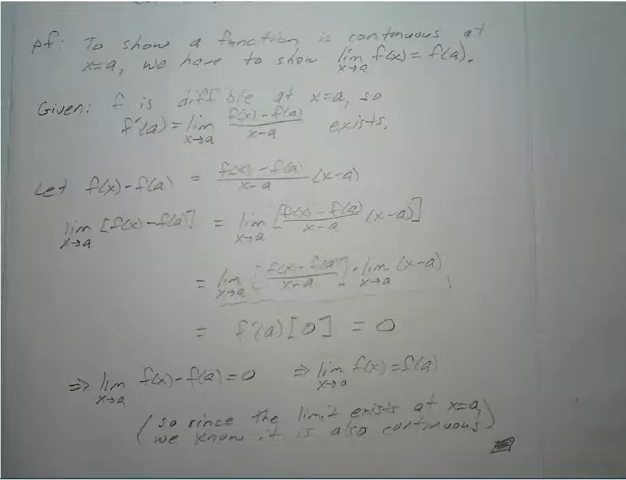 pf: To show a function is continuous at
x=a, we have to show lim x→a f(x) = f(a).
Given: f is diff'ble at x=a, so
f'(a) = lim x→a (f(x)-f(a))/(x-a) exists.
Let f(x)-f(a) = (f(x)-f(a))/(x-a) (x-a)
lim x→a [f(x)-f(a)] = lim x→a [(f(x)-f(a))/(x-a) (x-a)]
= lim x→a [(f(x)-f(a))/(x-a)] · lim x→a (x-a)
= f'(a)[0] = 0
⇒ lim x→a f(x)-f(a)=0 ⇒ lim x→a f(x)=f(a)
(so since the limit exists at x=a,
we know it is also continuous)